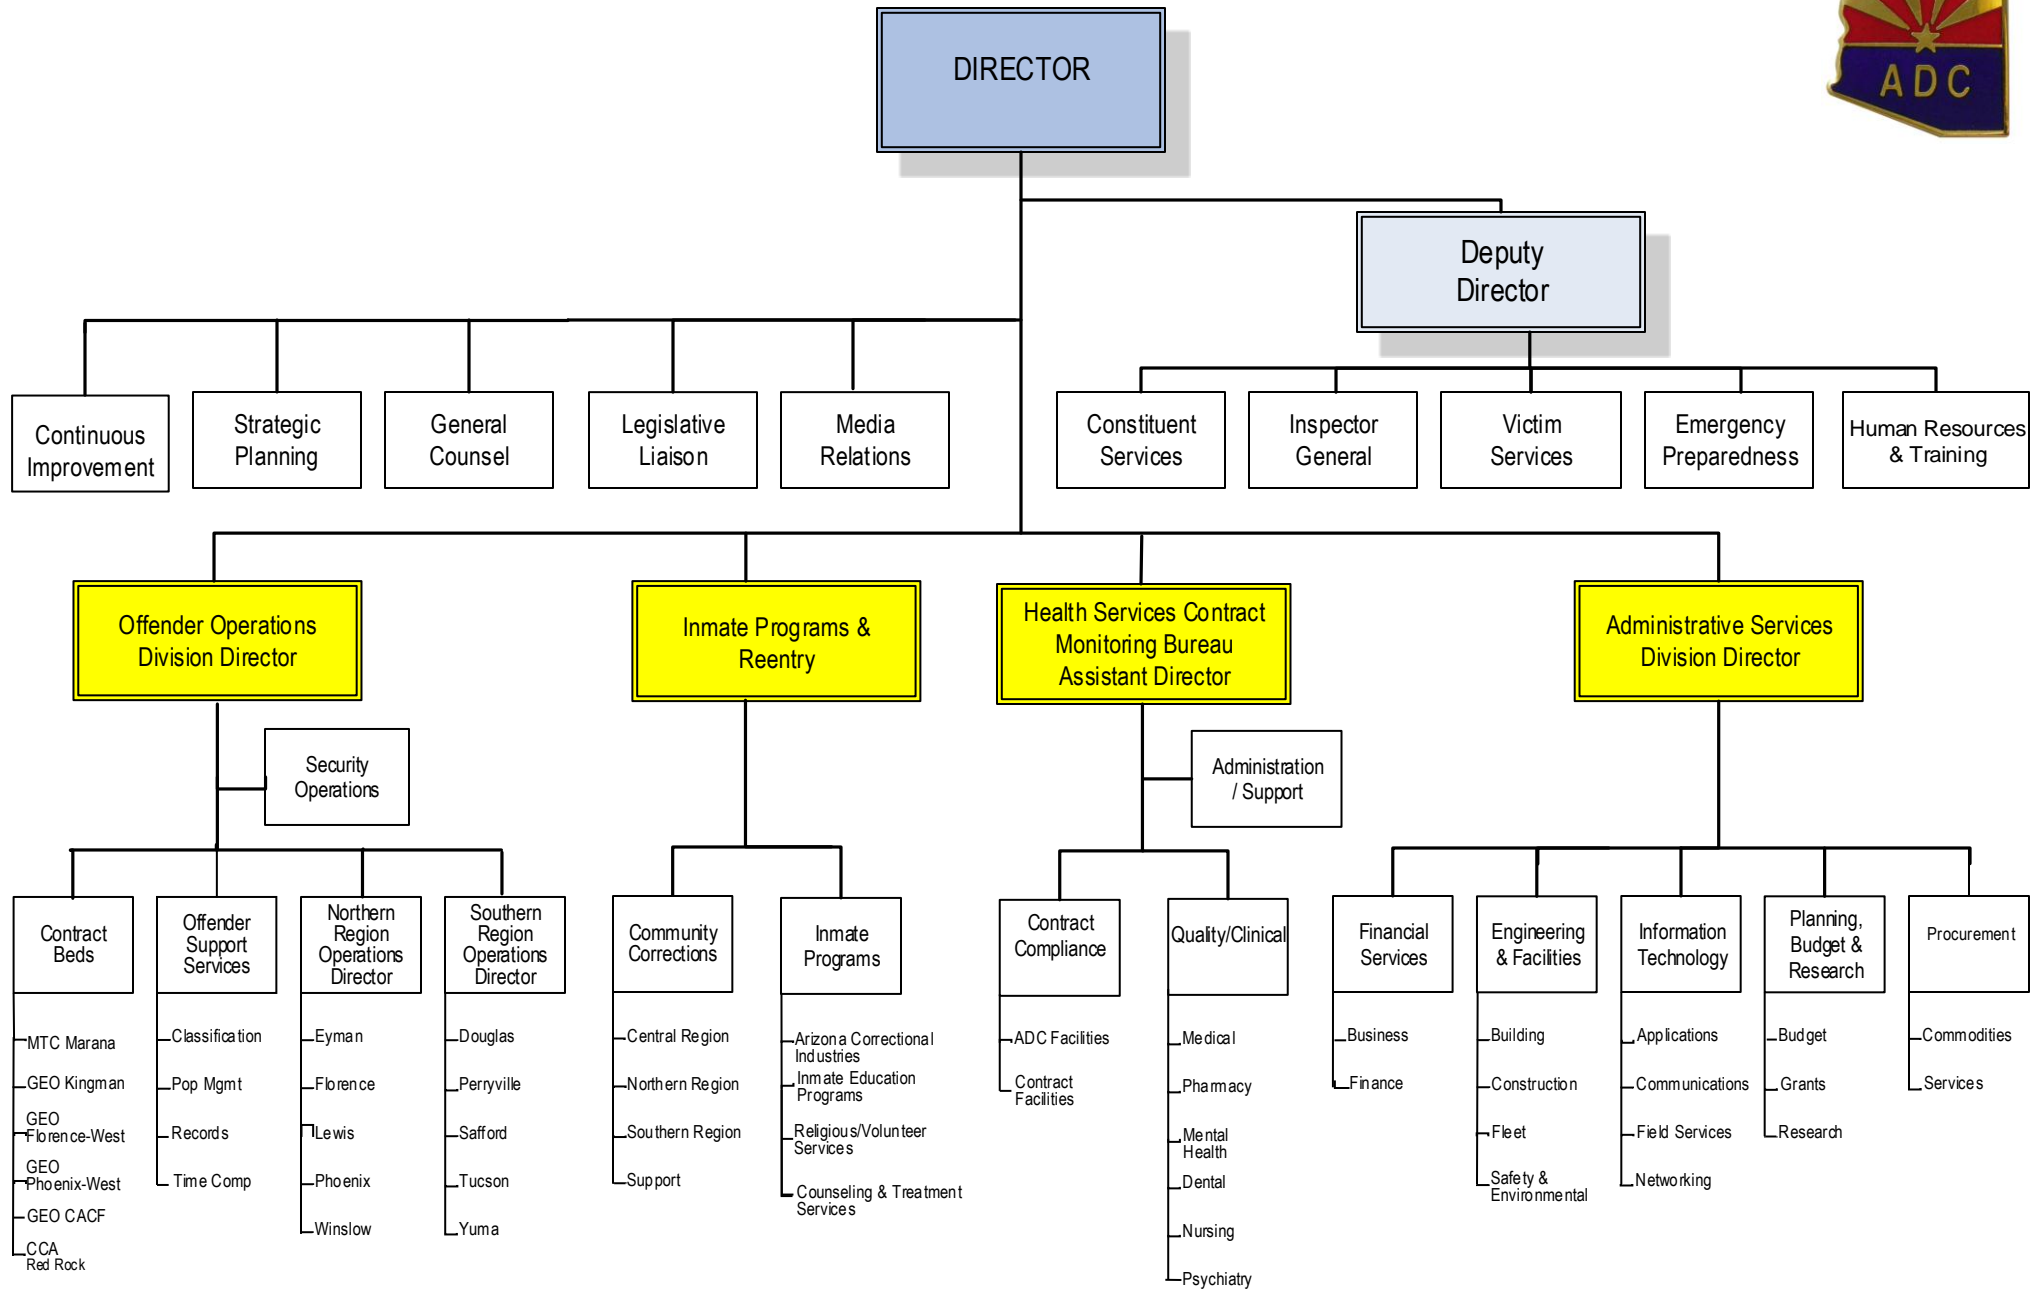 DIRECTOR
ADC
Deputy
Director
Continuous
Improvement
Strategic
Planning
General
Counsel
Legislative
Liaison
Media
Relations
Constituent
Services
Inspector
General
Victim
Services
Emergency
Preparedness
Human Resources
& Training
Offender Operations
Division Director
Inmate Programs &
Reentry
Health Services Contract
Monitoring Bureau
Assistant Director
Administrative Services
Division Director
Security
Operations
Administration
/ Support
Contract
Beds
MTC Marana
GEO Kingman
GEO
Florence-West
GEO
Phoenix-West
GEO CACF
CCA
Red Rock
Offender
Support
Services
Classification
Pop Mgmt
Records
Time Comp
Northern
Region
Operations
Director
Eyman
Florence
Lewis
Phoenix
Winslow
Southern
Region
Operations
Director
Douglas
Perryville
Safford
Tucson
Yuma
Community
Corrections
Central Region
Northern Region
Southern Region
Support
Inmate
Programs
Arizona Correctional
Industries
Inmate Education
Programs
Religious/Volunteer
Services
Counseling & Treatment
Services
Contract
Compliance
ADC Facilities
Contract
Facilities
Quality/Clinical
Medical
Pharmacy
Mental
Health
Dental
Nursing
Psychiatry
Financial
Services
Business
Finance
Engineering
& Facilities
Building
Construction
Fleet
Safety &
Environmental
Information
Technology
Applications
Communications
Field Services
Networking
Planning,
Budget &
Research
Budget
Grants
Research
Procurement
Commodities
Services